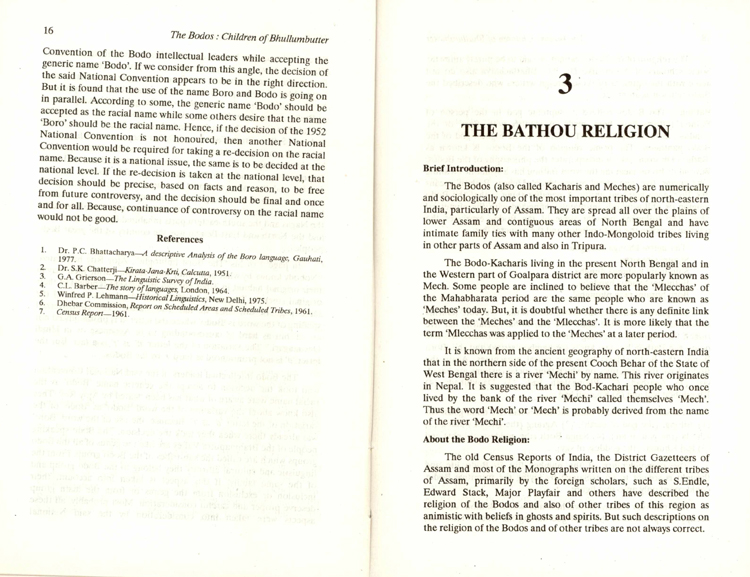 16
The Bodos : Children of Bhullumbutter
Convention of the Bodo intellectual leaders while accepting the
generic name 'Bodo'. If we consider from this angle, the decision of
the said National Convention appears to be in the right direction.
But it is found that the use of the name Boro and Bodo is going on
in parallel. According to some, the generic name 'Bodo' should be
accepted as the racial name while some others desire that the name
'Boro' should be the racial name. Hence, if the decision of the 1952
National Convention is not honoured, then another National
Convention would be required for taking a re-decision on the racial
name. Because it is a national issue, the same is to be decided at the
national level. If the re-decision is taken at the national level, that
decision should be precise, based on facts and reason, to be free
from future controversy, and the decision should be final and once
and for all. Because, continuance of controversy on the racial name
would not be good.
References
1. Dr. P.C. Bhattacharya—A descriptive Analysis of the Boro language, Gauhati,
1977.
2. Dr. S.K. Chatterji—Kirata-Jana-Krti, Calcutta, 1951.
3. G.A. Grierson—The Linguistic Survey of India.
4. C.L. Barber—The story of languages, London, 1964.
5. Winfred P. Lehmann—Historical Linguistics, New Delhi, 1975.
6. Dhebar Commission, Report on Scheduled Areas and Scheduled Tribes, 1961.
7. Census Report—1961.
3
THE BATHOU RELIGION
Brief Introduction:
The Bodos (also called Kacharis and Meches) are numerically
and sociologically one of the most important tribes of north-eastern
India, particularly of Assam. They are spread all over the plains of
lower Assam and contiguous areas of North Bengal and have
intimate family ties with many other Indo-Mongoloid tribes living
in other parts of Assam and also in Tripura.
The Bodo-Kacharis living in the present North Bengal and in
the Western part of Goalpara district are more popularly known as
Mech. Some people are inclined to believe that the 'Mlecchas' of
the Mahabharata period are the same people who are known as
'Meches' today. But, it is doubtful whether there is any definite link
between the 'Meches' and the 'Mlecchas'. It is more likely that the
term 'Mlecchas was applied to the 'Meches' at a later period.
It is known from the ancient geography of north-eastern India
that in the northern side of the present Cooch Behar of the State of
West Bengal there is a river 'Mechi' by name. This river originates
in Nepal. It is suggested that the Bod-Kachari people who once
lived by the bank of the river 'Mechi' called themselves 'Mech'.
Thus the word 'Mech' or 'Mech' is probably derived from the name
of the river 'Mechi'.
About the Bodo Religion:
The old Census Reports of India, the District Gazetteers of
Assam and most of the Monographs written on the different tribes
of Assam, primarily by the foreign scholars, such as S.Endle,
Edward Stack, Major Playfair and others have described the
religion of the Bodos and also of other tribes of this region as
animistic with beliefs in ghosts and spirits. But such descriptions on
the religion of the Bodos and of other tribes are not always correct.